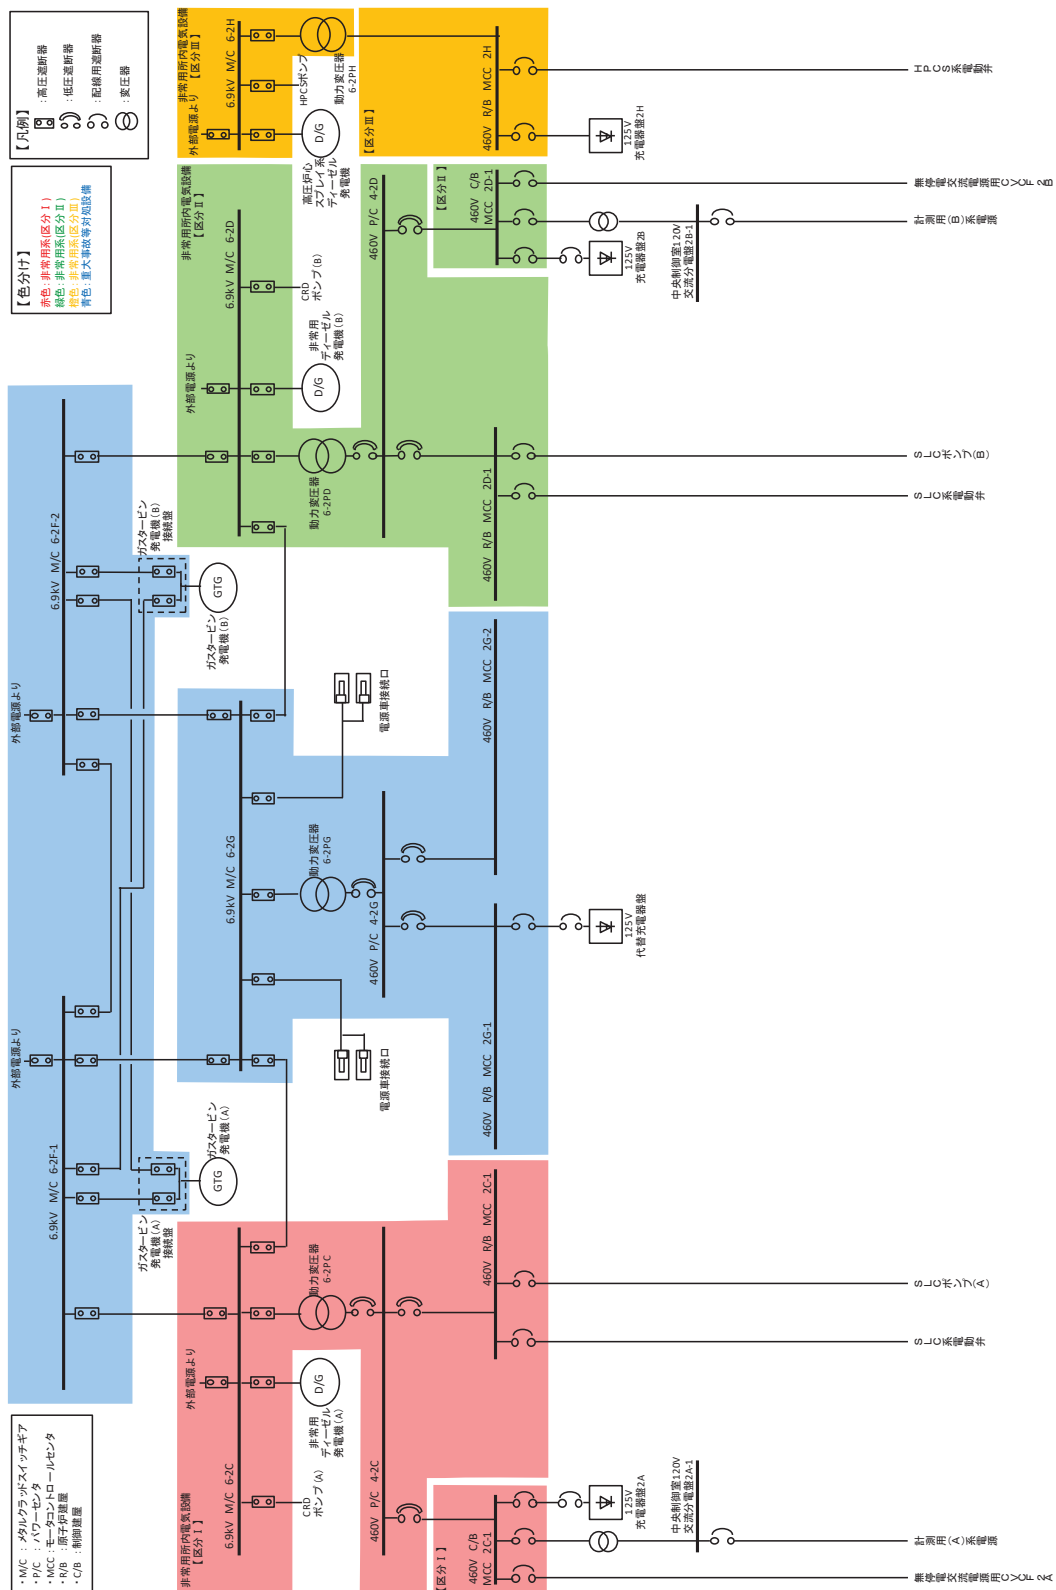 ・M/C ：メタルクラッドスイッチギア
・P/C ：パワーセンタ
・MCC：モータコントロールセンタ
・R/B ：原子炉建屋
・C/B ：制御建屋
【色分け】
赤色：非常用系(区分Ⅰ)
緑色：非常用系(区分Ⅱ)
橙色：非常用系(区分Ⅲ)
青色：重大事故等対処設備
【凡例】
：高圧遮断器
：低圧遮断器
：配線用遮断器
：変圧器
6.9kV M/C 6-2F-1
外部電源より
ガスタービン
発電機(A)
接続盤
GTG
ガスタービン
発電機(A)
6.9kV M/C 6-2F-2
外部電源より
ガスタービン
発電機(B)
接続盤
GTG
ガスタービン
発電機(B)
非常用所内電気設備
【区分Ⅰ】
6.9kV M/C 6-2C
外部電源より
CRD
ポンプ(A)
D/G
非常用
ディーゼル
発電機(A)
動力変圧器
6-2PC
460V P/C 4-2C
【区分Ⅰ】
460V C/B
MCC 2C-1
460V R/B MCC 2C-1
125V
充電器盤2A
中央制御室120V
交流分電盤2A-1
無停電交流電源用CVCF 2A
計測用(A)系電源
SLC系電動弁
SLCポンプ(A)
6.9kV M/C 6-2G
電源車接続口
動力変圧器
6-2PG
電源車接続口
460V P/C 4-2G
460V R/B MCC 2G-1
460V R/B MCC 2G-2
125V
代替充電器盤
非常用所内電気設備
【区分Ⅱ】
6.9kV M/C 6-2D
外部電源より
CRD
ポンプ(B)
D/G
非常用
ディーゼル
発電機(B)
動力変圧器
6-2PD
460V P/C 4-2D
【区分Ⅱ】
460V C/B
MCC 2D-1
460V R/B MCC 2D-1
125V
充電器盤2B
中央制御室120V
交流分電盤2B-1
SLC系電動弁
SLCポンプ(B)
計測用(B)系電源
無停電交流電源用CVCF 2B
非常用所内電気設備
【区分Ⅲ】
6.9kV M/C 6-2H
外部電源より
HPCSポンプ
D/G
高圧炉心
スプレイ系
ディーゼル
発電機
動力変圧器
6-2PH
【区分Ⅲ】
460V R/B MCC 2H
125V
充電器盤2H
HPCS系電動弁